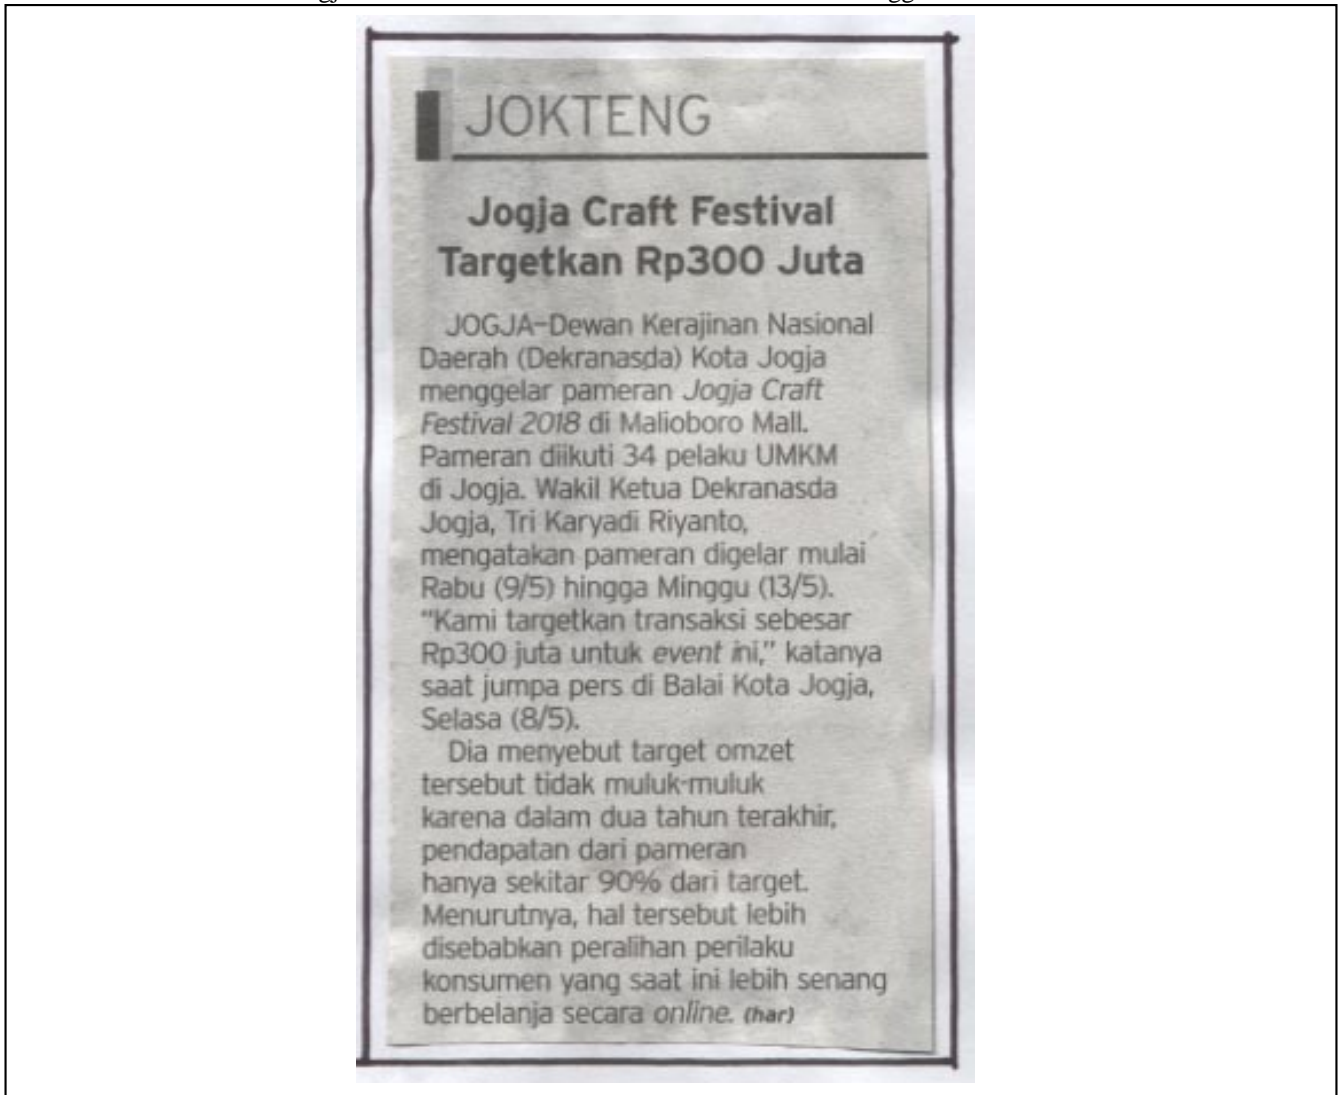 JOKTENG
Jogja Craft Festival
Targetkan Rp300 Juta
JOGJA–Dewan Kerajinan Nasional
Daerah (Dekranasda) Kota Jogja
menggelar pameran Jogja Craft
Festival 2018 di Malioboro Mall.
Pameran diikuti 34 pelaku UMKM
di Jogja. Wakil Ketua Dekranasda
Jogja, Tri Karyadi Riyanto,
mengatakan pameran digelar mulai
Rabu (9/5) hingga Minggu (13/5).
"Kami targetkan transaksi sebesar
Rp300 juta untuk event ini," katanya
saat jumpa pers di Balai Kota Jogja,
Selasa (8/5).
Dia menyebut target omzet
tersebut tidak muluk-muluk
karena dalam dua tahun terakhir,
pendapatan dari pameran
hanya sekitar 90% dari target.
Menurutnya, hal tersebut lebih
disebabkan peralihan perilaku
konsumen yang saat ini lebih senang
berbelanja secara online. (har)